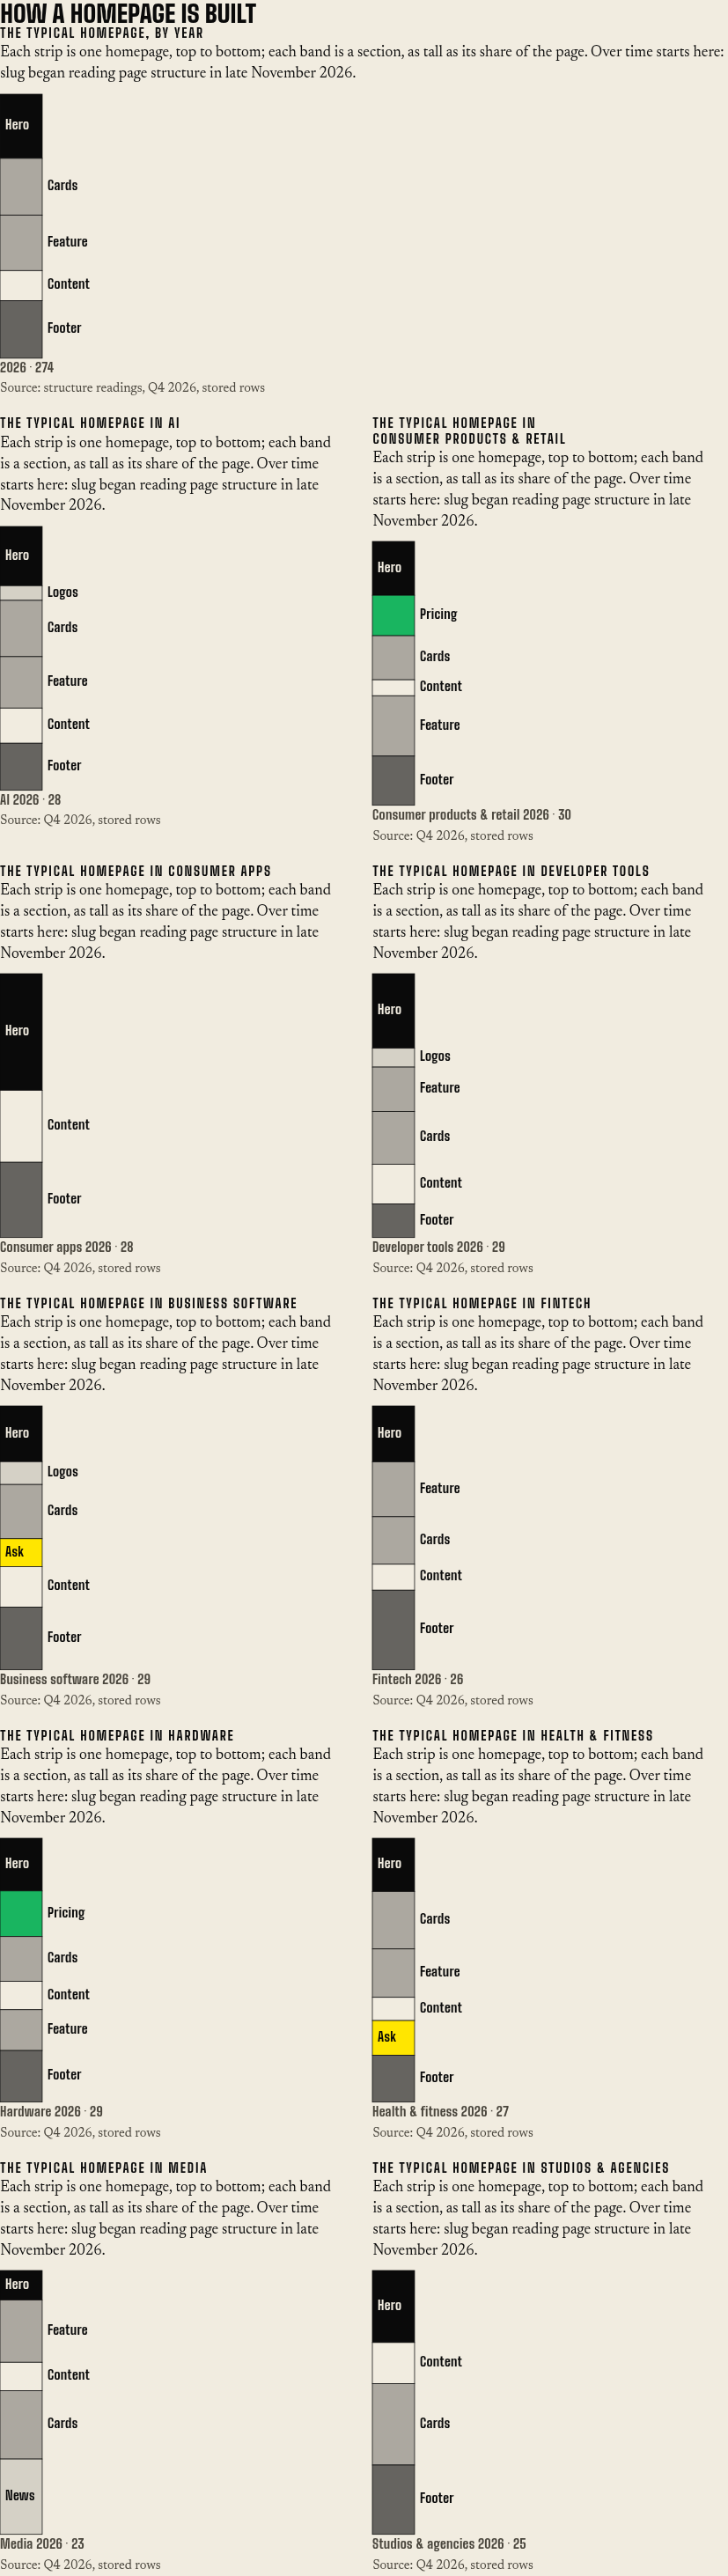 HOW A HOMEPAGE IS BUILT
THE TYPICAL HOMEPAGE, BY YEAR
Each strip is one homepage, top to bottom; each band is a section, as tall as its share of the page. Over time starts here:
slug began reading page structure in late November 2026.
Hero
Cards
Feature
Content
Footer
2026 · 274
Source: structure readings, Q4 2026, stored rows
THE TYPICAL HOMEPAGE IN AI
Each strip is one homepage, top to bottom; each band
is a section, as tall as its share of the page. Over time
starts here: slug began reading page structure in late
November 2026.
Hero
Logos
Cards
Feature
Content
Footer
AI 2026 · 28
Source: Q4 2026, stored rows
THE TYPICAL HOMEPAGE IN
CONSUMER PRODUCTS & RETAIL
Each strip is one homepage, top to bottom; each band
is a section, as tall as its share of the page. Over time
starts here: slug began reading page structure in late
November 2026.
Hero
Pricing
Cards
Content
Feature
Footer
Consumer products & retail 2026 · 30
Source: Q4 2026, stored rows
THE TYPICAL HOMEPAGE IN CONSUMER APPS
Each strip is one homepage, top to bottom; each band
is a section, as tall as its share of the page. Over time
starts here: slug began reading page structure in late
November 2026.
Hero
Content
Footer
Consumer apps 2026 · 28
Source: Q4 2026, stored rows
THE TYPICAL HOMEPAGE IN DEVELOPER TOOLS
Each strip is one homepage, top to bottom; each band
is a section, as tall as its share of the page. Over time
starts here: slug began reading page structure in late
November 2026.
Hero
Logos
Feature
Cards
Content
Footer
Developer tools 2026 · 29
Source: Q4 2026, stored rows
THE TYPICAL HOMEPAGE IN BUSINESS SOFTWARE
Each strip is one homepage, top to bottom; each band
is a section, as tall as its share of the page. Over time
starts here: slug began reading page structure in late
November 2026.
Hero
Logos
Cards
Ask
Content
Footer
Business software 2026 · 29
Source: Q4 2026, stored rows
THE TYPICAL HOMEPAGE IN FINTECH
Each strip is one homepage, top to bottom; each band
is a section, as tall as its share of the page. Over time
starts here: slug began reading page structure in late
November 2026.
Hero
Feature
Cards
Content
Footer
Fintech 2026 · 26
Source: Q4 2026, stored rows
THE TYPICAL HOMEPAGE IN HARDWARE
Each strip is one homepage, top to bottom; each band
is a section, as tall as its share of the page. Over time
starts here: slug began reading page structure in late
November 2026.
Hero
Pricing
Cards
Content
Feature
Footer
Hardware 2026 · 29
Source: Q4 2026, stored rows
THE TYPICAL HOMEPAGE IN HEALTH & FITNESS
Each strip is one homepage, top to bottom; each band
is a section, as tall as its share of the page. Over time
starts here: slug began reading page structure in late
November 2026.
Hero
Cards
Feature
Content
Ask
Footer
Health & fitness 2026 · 27
Source: Q4 2026, stored rows
THE TYPICAL HOMEPAGE IN MEDIA
Each strip is one homepage, top to bottom; each band
is a section, as tall as its share of the page. Over time
starts here: slug began reading page structure in late
November 2026.
Hero
Feature
Content
Cards
News
Media 2026 · 23
Source: Q4 2026, stored rows
THE TYPICAL HOMEPAGE IN STUDIOS & AGENCIES
Each strip is one homepage, top to bottom; each band
is a section, as tall as its share of the page. Over time
starts here: slug began reading page structure in late
November 2026.
Hero
Content
Cards
Footer
Studios & agencies 2026 · 25
Source: Q4 2026, stored rows